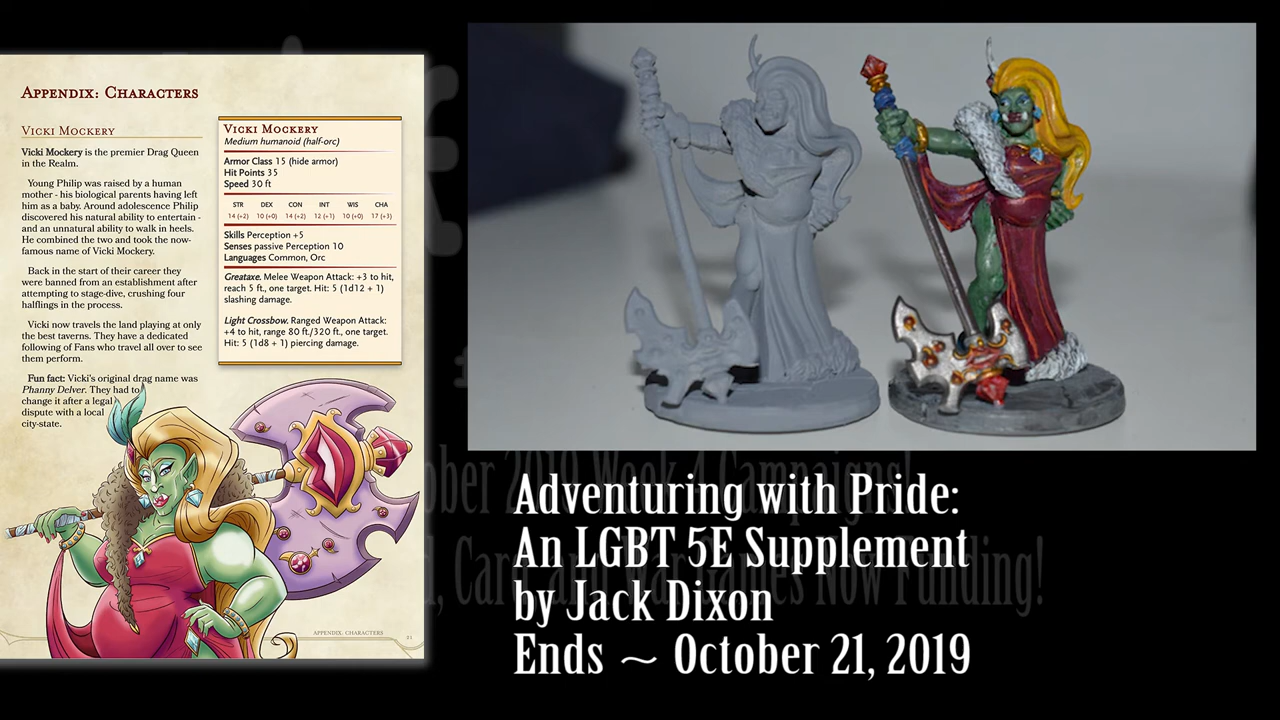 APPENDIX: CHARACTERS
VICKI MOCKERY
Vicki Mockery is the premier Drag Queen
in the Realm.
Young Philip was raised by a human
mother - his biological parents having left
him as a baby. Around adolescence Philip
discovered his natural ability to entertain -
and an unnatural ability to walk in heels.
He combined the two and took the now-
famous name of Vicki Mockery.
Back in the start of their career they
were banned from an establishment after
attempting to stage-dive, crushing four
halflings in the process.
Vicki now travels the land playing at only
the best taverns. They have a dedicated
following of Fans who travel all over to see
them perform.
Fun fact: Vicki's original drag name was
Phanny Delver. They had to
change it after a legal
dispute with a local
city-state.
VICKI MOCKERY
Medium humanoid (half-orc)
Armor Class 15 (hide armor)
Hit Points 35
Speed 30 ft
STR DEX CON INT WIS CHA
14 (+2) 10 (+0) 14 (+2) 12 (+1) 10 (+0) 17 (+3)
Skills Perception +5
Senses passive Perception 10
Languages Common, Orc
Greataxe. Melee Weapon Attack: +3 to hit,
reach 5 ft., one target. Hit: 5 (1d12 + 1)
slashing damage.
Light Crossbow. Ranged Weapon Attack:
+4 to hit, range 80 ft./320 ft., one target.
Hit: 5 (1d8 + 1) piercing damage.
APPENDIX, CHARACTERS
ober 2019 Week 4 Campaigns!
d, Card and War Games Now Funding!
Adventuring with Pride:
An LGBT 5E Supplement
by Jack Dixon
Ends ~ October 21, 2019